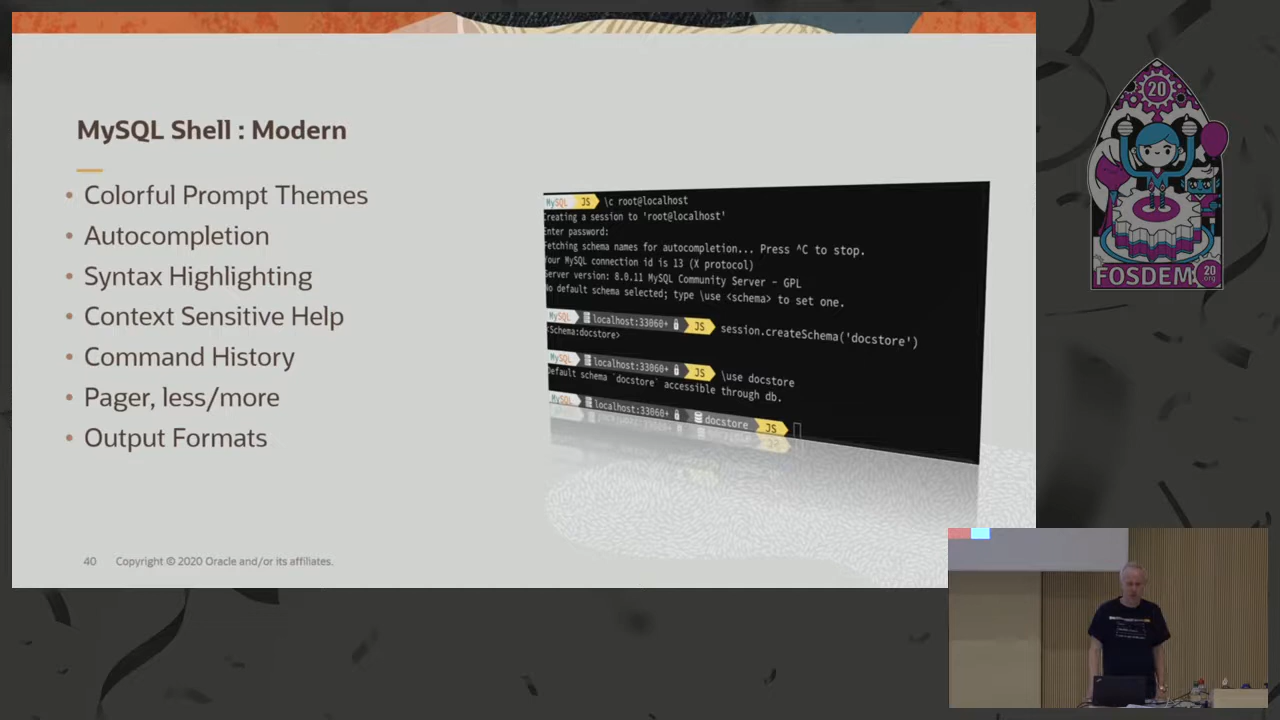 MySQL Shell : Modern
• Colorful Prompt Themes
• Autocompletion
• Syntax Highlighting
• Context Sensitive Help
• Command History
• Pager, less/more
• Output Formats
MySQL JS \c root@localhost
Creating a session to 'root@localhost'
Enter password:
Fetching schema names for autocompletion... Press ^C to stop.
Your MySQL connection id is 13 (X protocol)
Server version: 8.0.11 MySQL Community Server - GPL
No default schema selected; type \use <schema> to set one.
MySQL localhost:33060+ JS session.createSchema('docstore')
<Schema:docstore>
MySQL localhost:33060+ JS \use docstore
Default schema `docstore` accessible through db.
MySQL localhost:33060+ docstore JS
40 Copyright © 2020 Oracle and/or its affiliates.
20
FOSDEM 20
.org